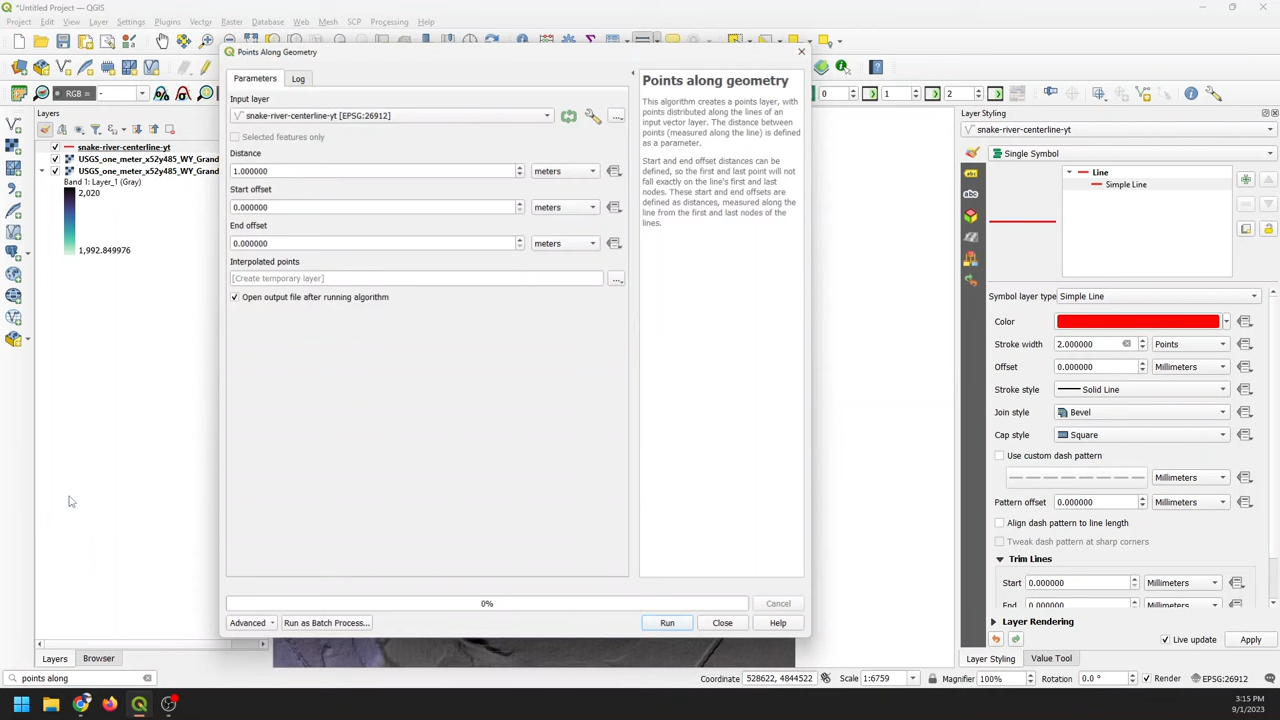 *Untitled Project — QGIS
Project Edit View Layer Settings Plugins Vector Raster Database Web Mesh SCP Processing Help
RGB = - 0 1 2
Points Along Geometry
Parameters Log
Input layer
snake-river-centerline-yt [EPSG:26912]
Selected features only
Distance
1.000000 meters
Start offset
0.000000 meters
End offset
0.000000 meters
Interpolated points
[Create temporary layer]
Open output file after running algorithm
0%
Cancel
Advanced Run as Batch Process... Run Close Help
Points along geometry
This algorithm creates a points layer, with
points distributed along the lines of an
input vector layer. The distance between
points (measured along the line) is defined
as a parameter.
Start and end offset distances can be
defined, so the first and last point will not
fall exactly on the line's first and last
nodes. These start and end offsets are
defined as distances, measured along the
line from the first and last nodes of the
lines.
Layers
snake-river-centerline-yt
USGS_one_meter_x52y485_WY_Grand
USGS_one_meter_x52y485_WY_Grand
Band 1: Layer_1 (Gray)
2,020
1,992.849976
Layers Browser
Layer Styling
snake-river-centerline-yt
Single Symbol
Line
Simple Line
Symbol layer type Simple Line
Color
Stroke width 2.000000 Points
Offset 0.000000 Millimeters
Stroke style Solid Line
Join style Bevel
Cap style Square
Use custom dash pattern
Millimeters
Pattern offset 0.000000 Millimeters
Align dash pattern to line length
Tweak dash pattern at sharp corners
Trim Lines
Start 0.000000 Millimeters
End 0.000000 Millimeters
Layer Rendering
Live update Apply
Layer Styling Value Tool
points along Coordinate 528622, 4844522 Scale 1:6759 Magnifier 100% Rotation 0.0 ° Render EPSG:26912
3:15 PM
9/1/2023